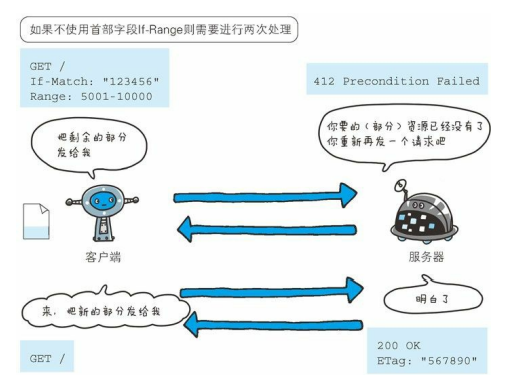 如果不使用首部字段If-Range则需要进行两次处理
GET /
If-Match: "123456"
Range: 5001-10000
412 Precondition Failed
把剩余的部分
发给我
你要的（部分）资源已经没有了
你重新再发一个请求吧
客户端
服务器
来，把新的部分发给我
明白了
GET /
200 OK
ETag: "567890"